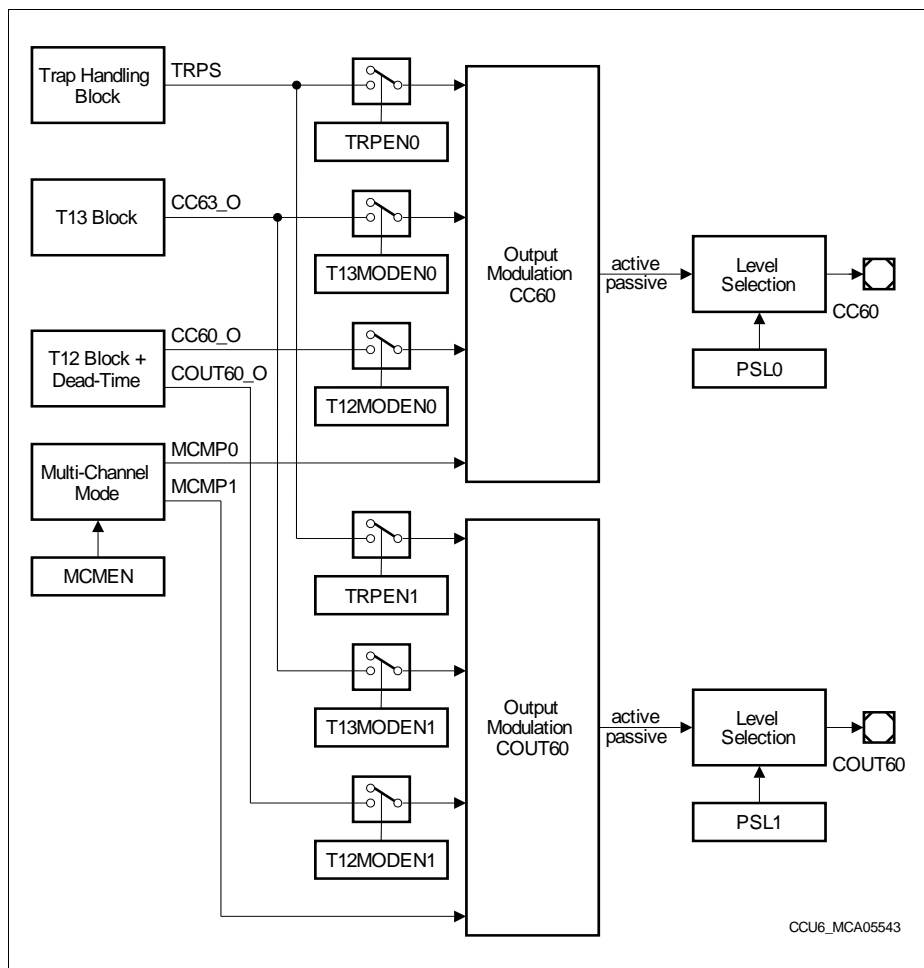 Trap Handling
Block
TRPS
TRPEN0
T13 Block
CC63_O
T13MODEN0
Output
Modulation
CC60
active
passive
Level
Selection
CC60
PSL0
T12 Block +
Dead-Time
CC60_O
COUT60_O
T12MODEN0
Multi-Channel
Mode
MCMP0
MCMP1
MCMEN
TRPEN1
T13MODEN1
Output
Modulation
COUT60
active
passive
Level
Selection
COUT60
PSL1
T12MODEN1
CCU6_MCA05543